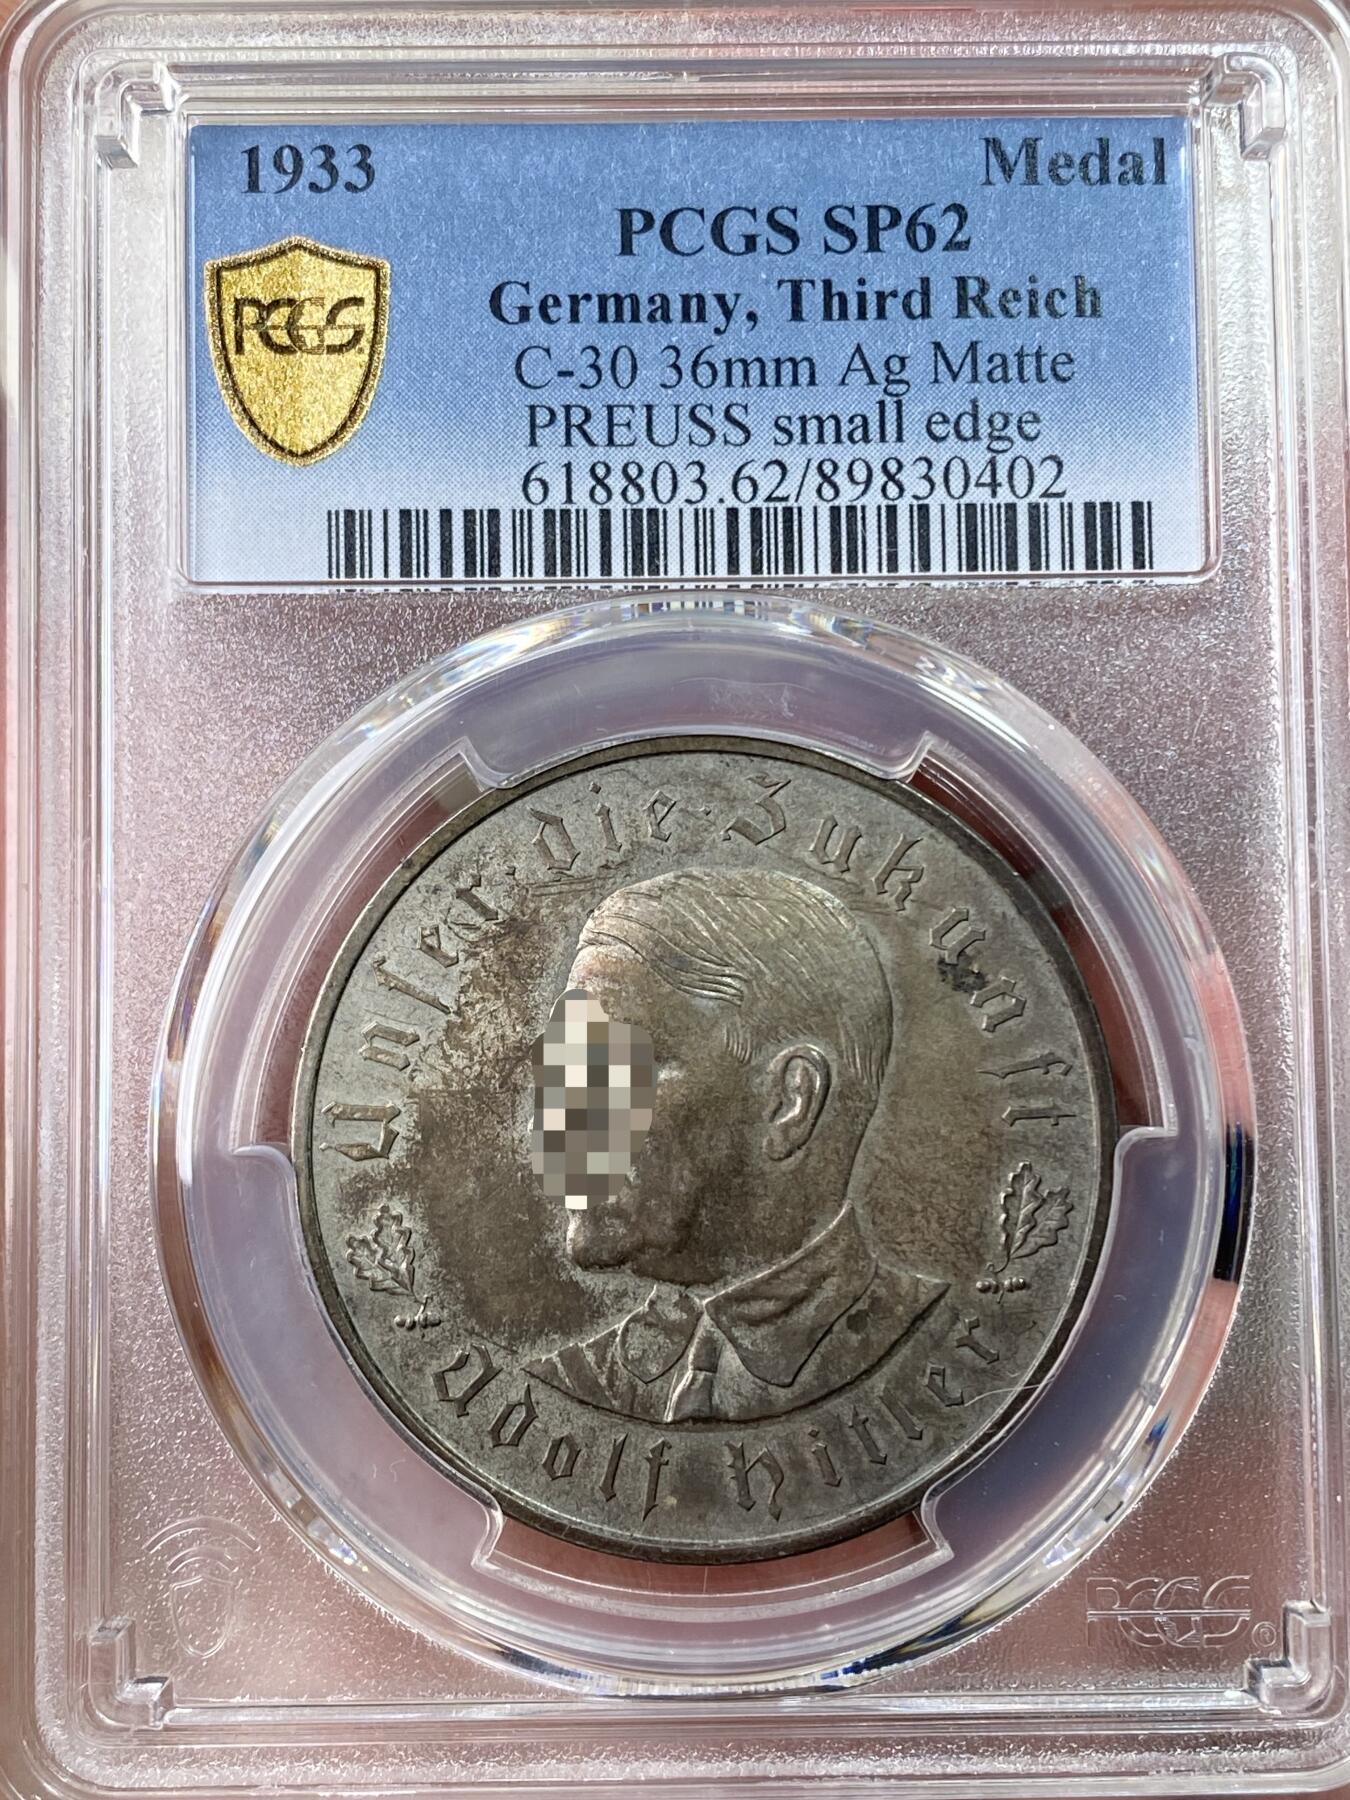 1933 Medal
PCGS SP62
Germany, Third Reich
C-30 36mm Ag Matte
PREUSS small edge
618803.62/89830402
PCGS
Unser·die·Zukunft
Adolf Hitler
PCGS